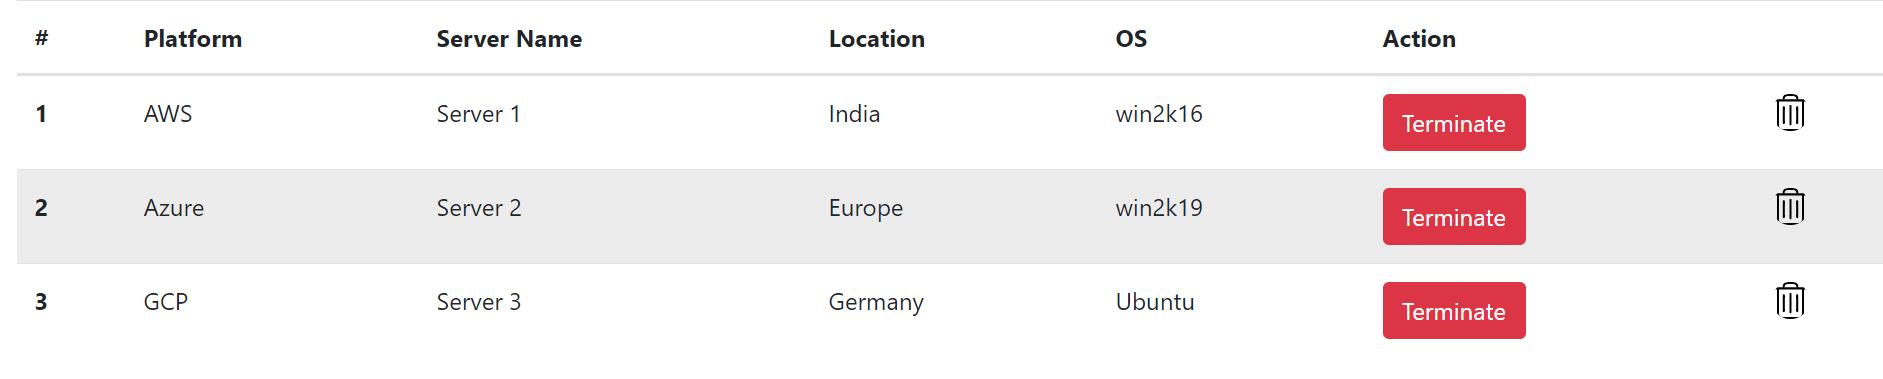 # Platform Server Name Location OS Action
1 AWS Server 1 India win2k16 Terminate
2 Azure Server 2 Europe win2k19 Terminate
3 GCP Server 3 Germany Ubuntu Terminate